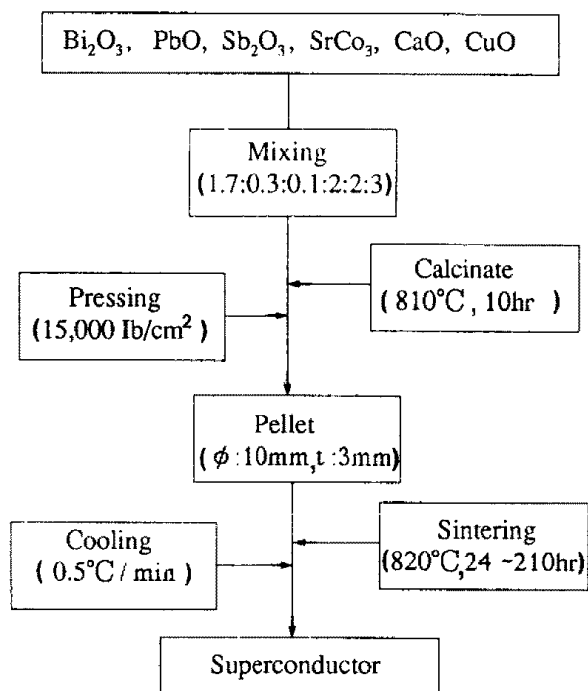 Bi₂O₃, PbO, Sb₂O₃, SrCo₃, CaO, CuO
Mixing
(1.7:0.3:0.1:2:2:3)
Calcinate
( 810°C , 10hr )
Pressing
(15,000 Ib/cm²)
Pellet
( ϕ :10mm,t :3mm)
Sintering
(820°C,24 ~210hr)
Cooling
( 0.5°C / min )
Superconductor